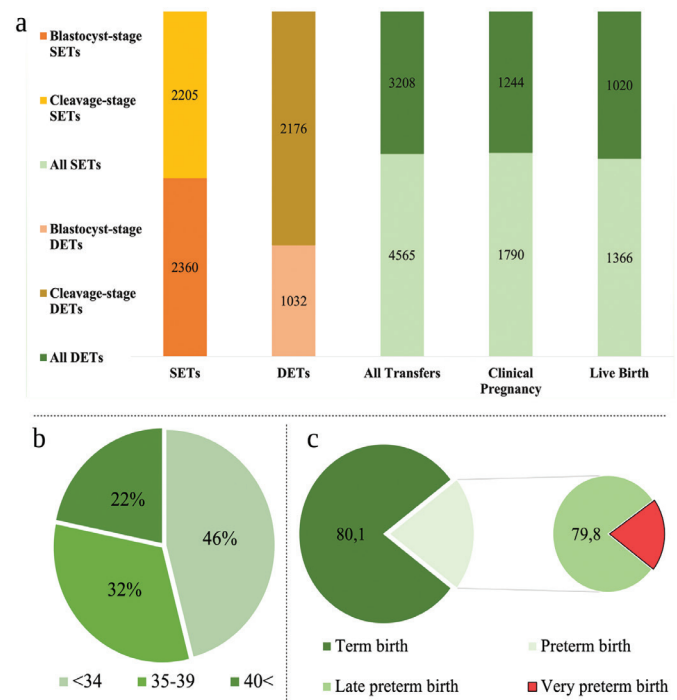 a
Blastocyst-stage
SETs
Cleavage-stage
SETs
All SETs
Blastocyst-stage
DETs
Cleavage-stage
DETs
All DETs
2205
2360
2176
1032
3208
4565
1244
1790
1020
1366
SETs
DETs
All Transfers
Clinical
Pregnancy
Live Birth
b
22%
46%
32%
<34
35-39
40<
c
80,1
79,8
Term birth
Preterm birth
Late preterm birth
Very preterm birth